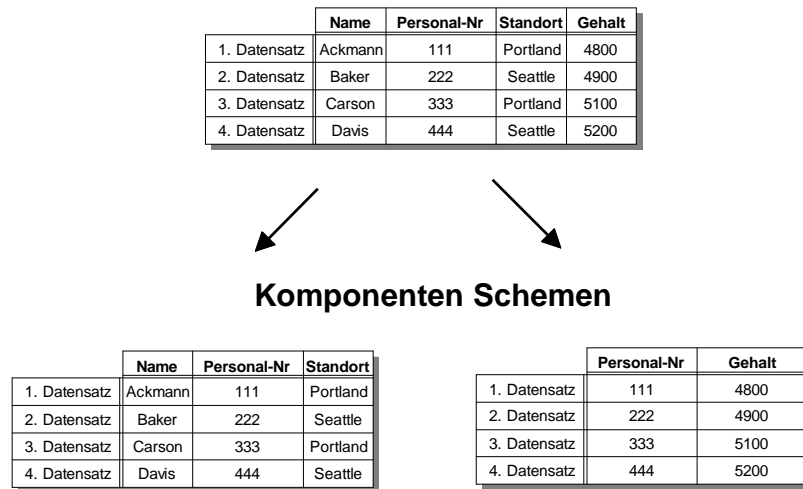 Name Personal-Nr Standort Gehalt
1. Datensatz Ackmann 111 Portland 4800
2. Datensatz Baker 222 Seattle 4900
3. Datensatz Carson 333 Portland 5100
4. Datensatz Davis 444 Seattle 5200
Komponenten Schemen
Name Personal-Nr Standort
1. Datensatz Ackmann 111 Portland
2. Datensatz Baker 222 Seattle
3. Datensatz Carson 333 Portland
4. Datensatz Davis 444 Seattle
Personal-Nr Gehalt
1. Datensatz 111 4800
2. Datensatz 222 4900
3. Datensatz 333 5100
4. Datensatz 444 5200